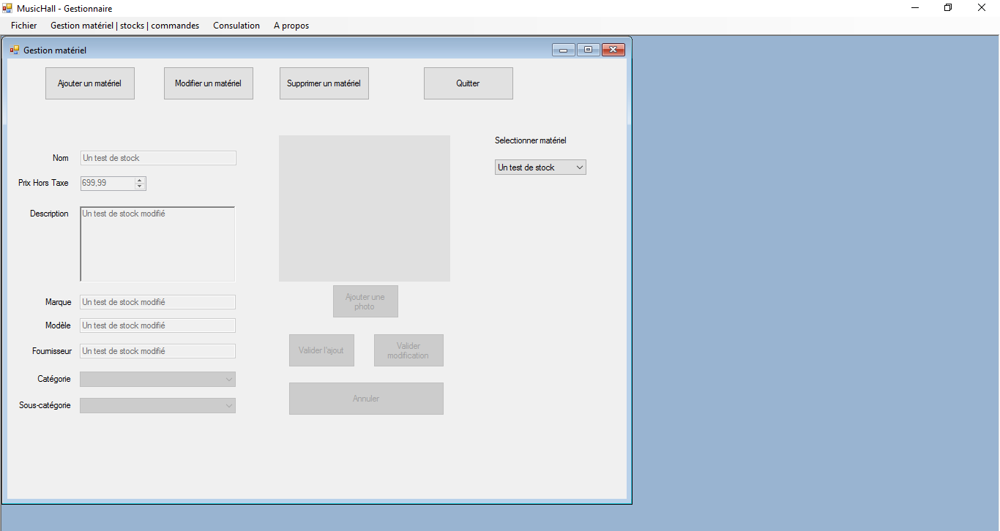 MusicHall - Gestionnaire
Fichier Gestion matériel | stocks | commandes Consulation A propos
Gestion matériel
Ajouter un matériel Modifier un matériel Supprimer un matériel Quitter
Selectionner matériel
Nom Un test de stock
Un test de stock
Prix Hors Taxe 699,99
Description Un test de stock modifié
Ajouter une
photo
Marque Un test de stock modifié
Modèle Un test de stock modifié
Fournisseur Un test de stock modifié
Valider l'ajout
Valider
modification
Catégorie
Annuler
Sous-catégorie